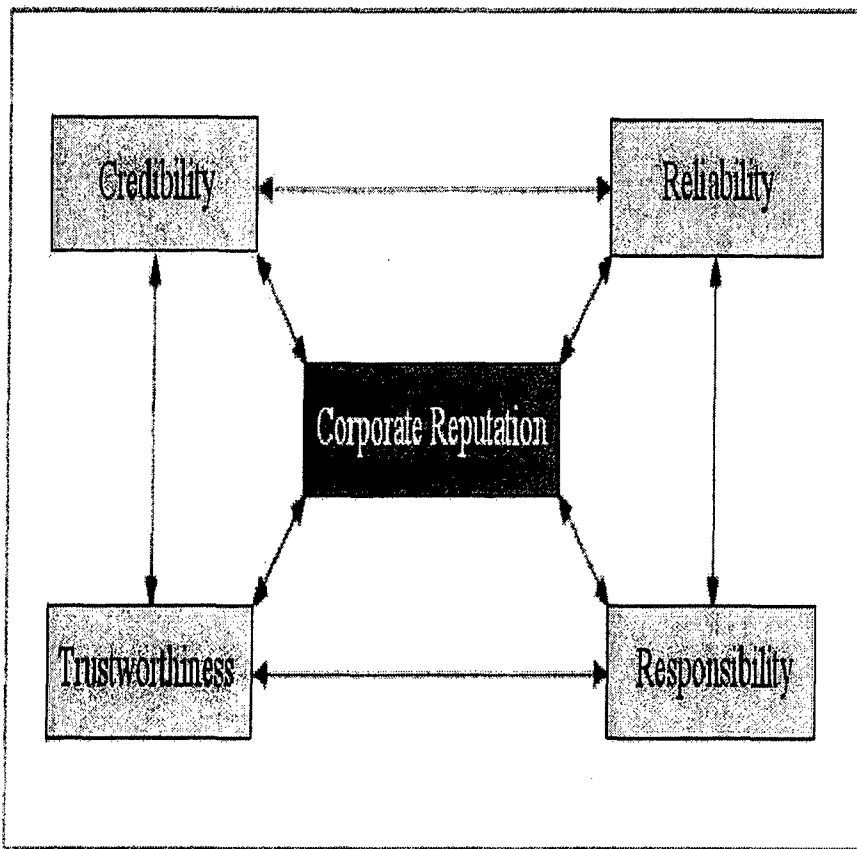 Credibility
Reliability
Corporate Reputation
Trustworthiness
Responsibility